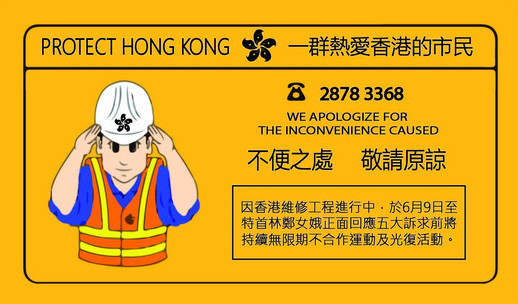 PROTECT HONG KONG 一群熱愛香港的市民
2878 3368
WE APOLOGIZE FOR
THE INCONVENIENCE CAUSED
不便之處 敬請原諒
因香港維修工程進行中，於6月9日至
特首林鄭女娥正面回應五大訴求前將
持續無限期不合作運動及光復活動。